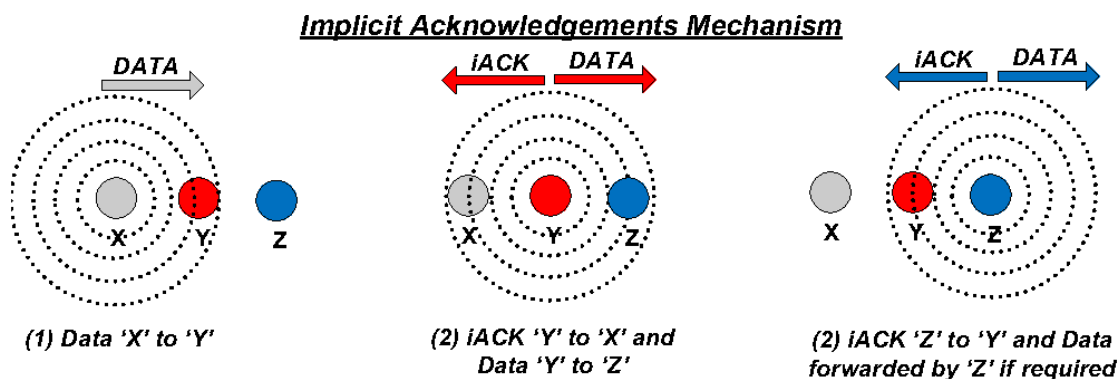 Implicit Acknowledgements Mechanism
DATA
X
Y
Z
(1) Data ‘X’ to ‘Y’
iACK
DATA
X
Y
Z
(2) iACK ‘Y’ to ‘X’ and
Data ‘Y’ to ‘Z’
iACK
DATA
X
Y
Z
(2) iACK ‘Z’ to ‘Y’ and Data
forwarded by ‘Z’ if required